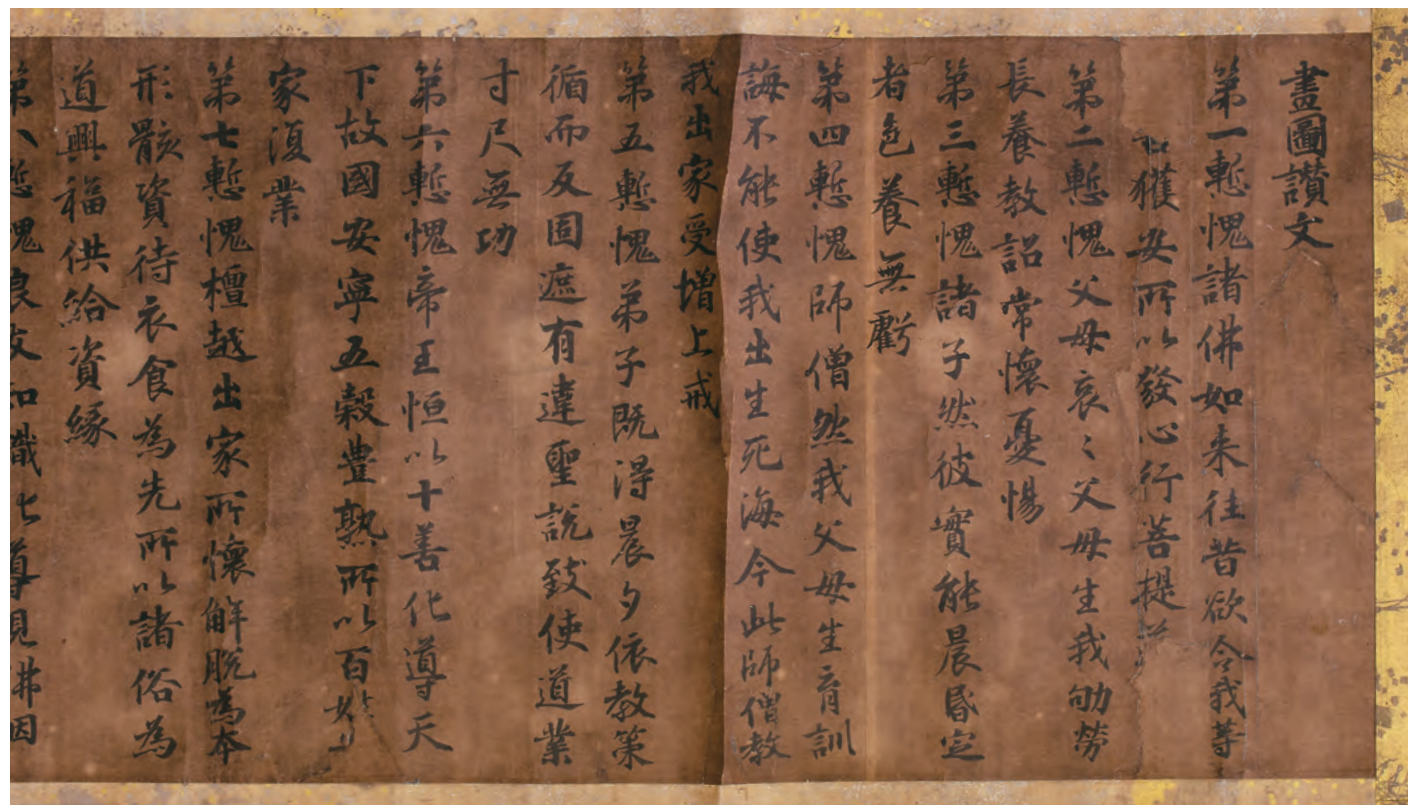 畫圖讚文
第一慙愧諸佛如来往昔欲令我等
獲安所以發心行菩提
第二慙愧父母哀〻父母生我劬勞
長養教詔常懷憂惕
第三慙愧諸子然彼實能晨昏定
者色養無虧
第四慙愧師僧然我父母生育訓
誨不能使我出生死海今此師僧教
我出家受增上戒
第五慙愧弟子既得晨夕依教策
循而反固遮有違聖說致使道業
寸尺無功
第六慙愧帝王恒以十善化導天
下故國安寧五穀豊熟所以百
家復業
第七慙愧檀越出家所懷解脫為本
形骸資待衣食為先所以諸俗為
道興福供給資緣
第八慙愧良友知識